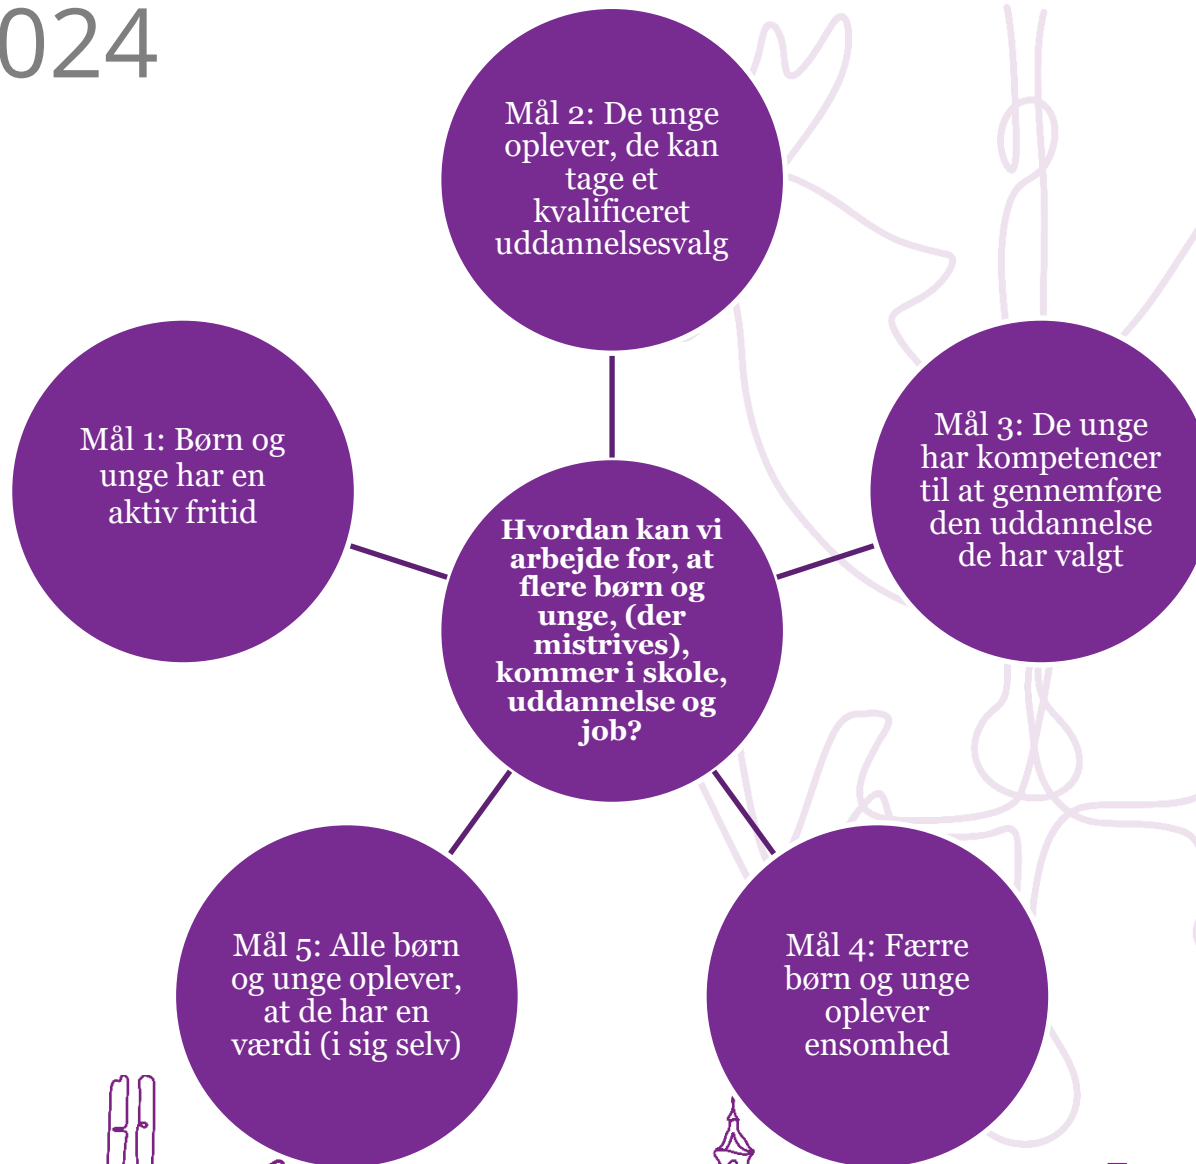 024
Mål 2: De unge
oplever, de kan
tage et
kvalificeret
uddannelsesvalg
Mål 1: Børn og
unge har en
aktiv fritid
Mål 3: De unge
har kompetencer
til at gennemføre
den uddannelse
de har valgt
Hvordan kan vi
arbejde for, at
flere børn og
unge, (der
mistrives),
kommer i skole,
uddannelse og
job?
Mål 5: Alle børn
og unge oplever,
at de har en
værdi (i sig selv)
Mål 4: Færre
børn og unge
oplever
ensomhed